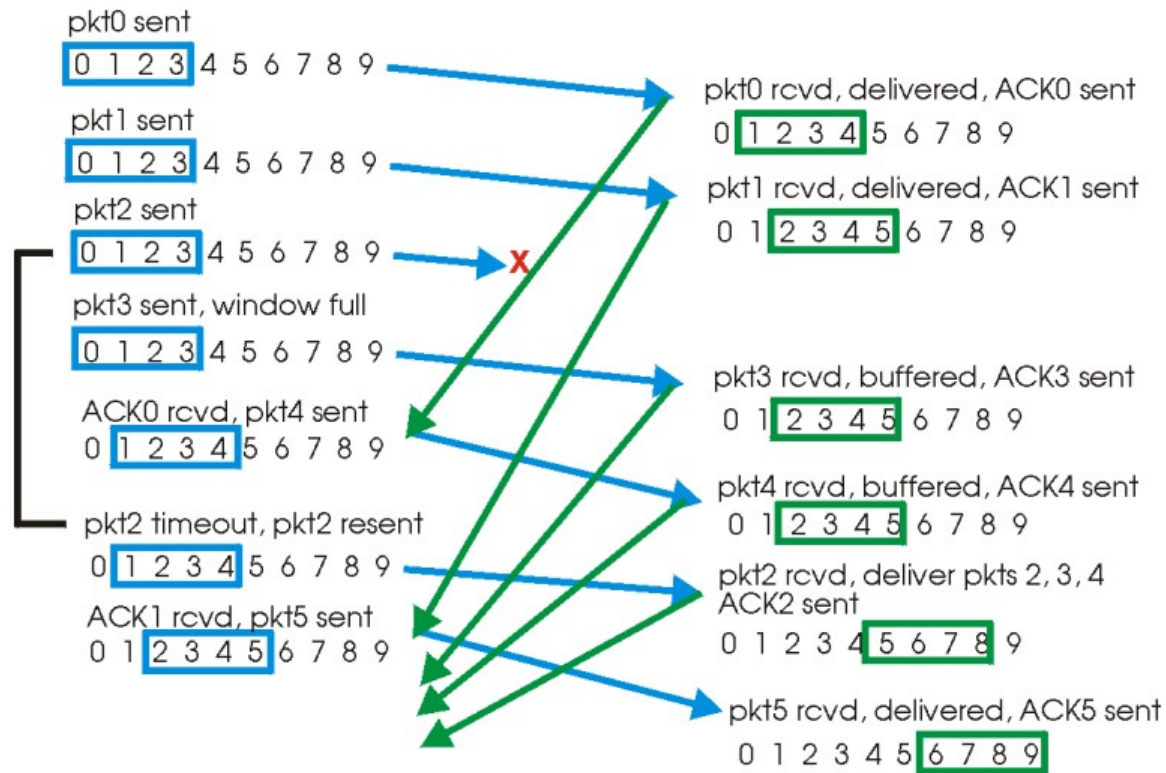 pkt0 sent
0 1 2 3 4 5 6 7 8 9
pkt1 sent
0 1 2 3 4 5 6 7 8 9
pkt2 sent
0 1 2 3 4 5 6 7 8 9
X
pkt3 sent, window full
0 1 2 3 4 5 6 7 8 9
ACK0 rcvd, pkt4 sent
0 1 2 3 4 5 6 7 8 9
pkt2 timeout, pkt2 resent
0 1 2 3 4 5 6 7 8 9
ACK1 rcvd, pkt5 sent
0 1 2 3 4 5 6 7 8 9
pkt0 rcvd, delivered, ACK0 sent
0 1 2 3 4 5 6 7 8 9
pkt1 rcvd, delivered, ACK1 sent
0 1 2 3 4 5 6 7 8 9
pkt3 rcvd, buffered, ACK3 sent
0 1 2 3 4 5 6 7 8 9
pkt4 rcvd, buffered, ACK4 sent
0 1 2 3 4 5 6 7 8 9
pkt2 rcvd, deliver pkts 2, 3, 4
ACK2 sent
0 1 2 3 4 5 6 7 8 9
pkt5 rcvd, delivered, ACK5 sent
0 1 2 3 4 5 6 7 8 9